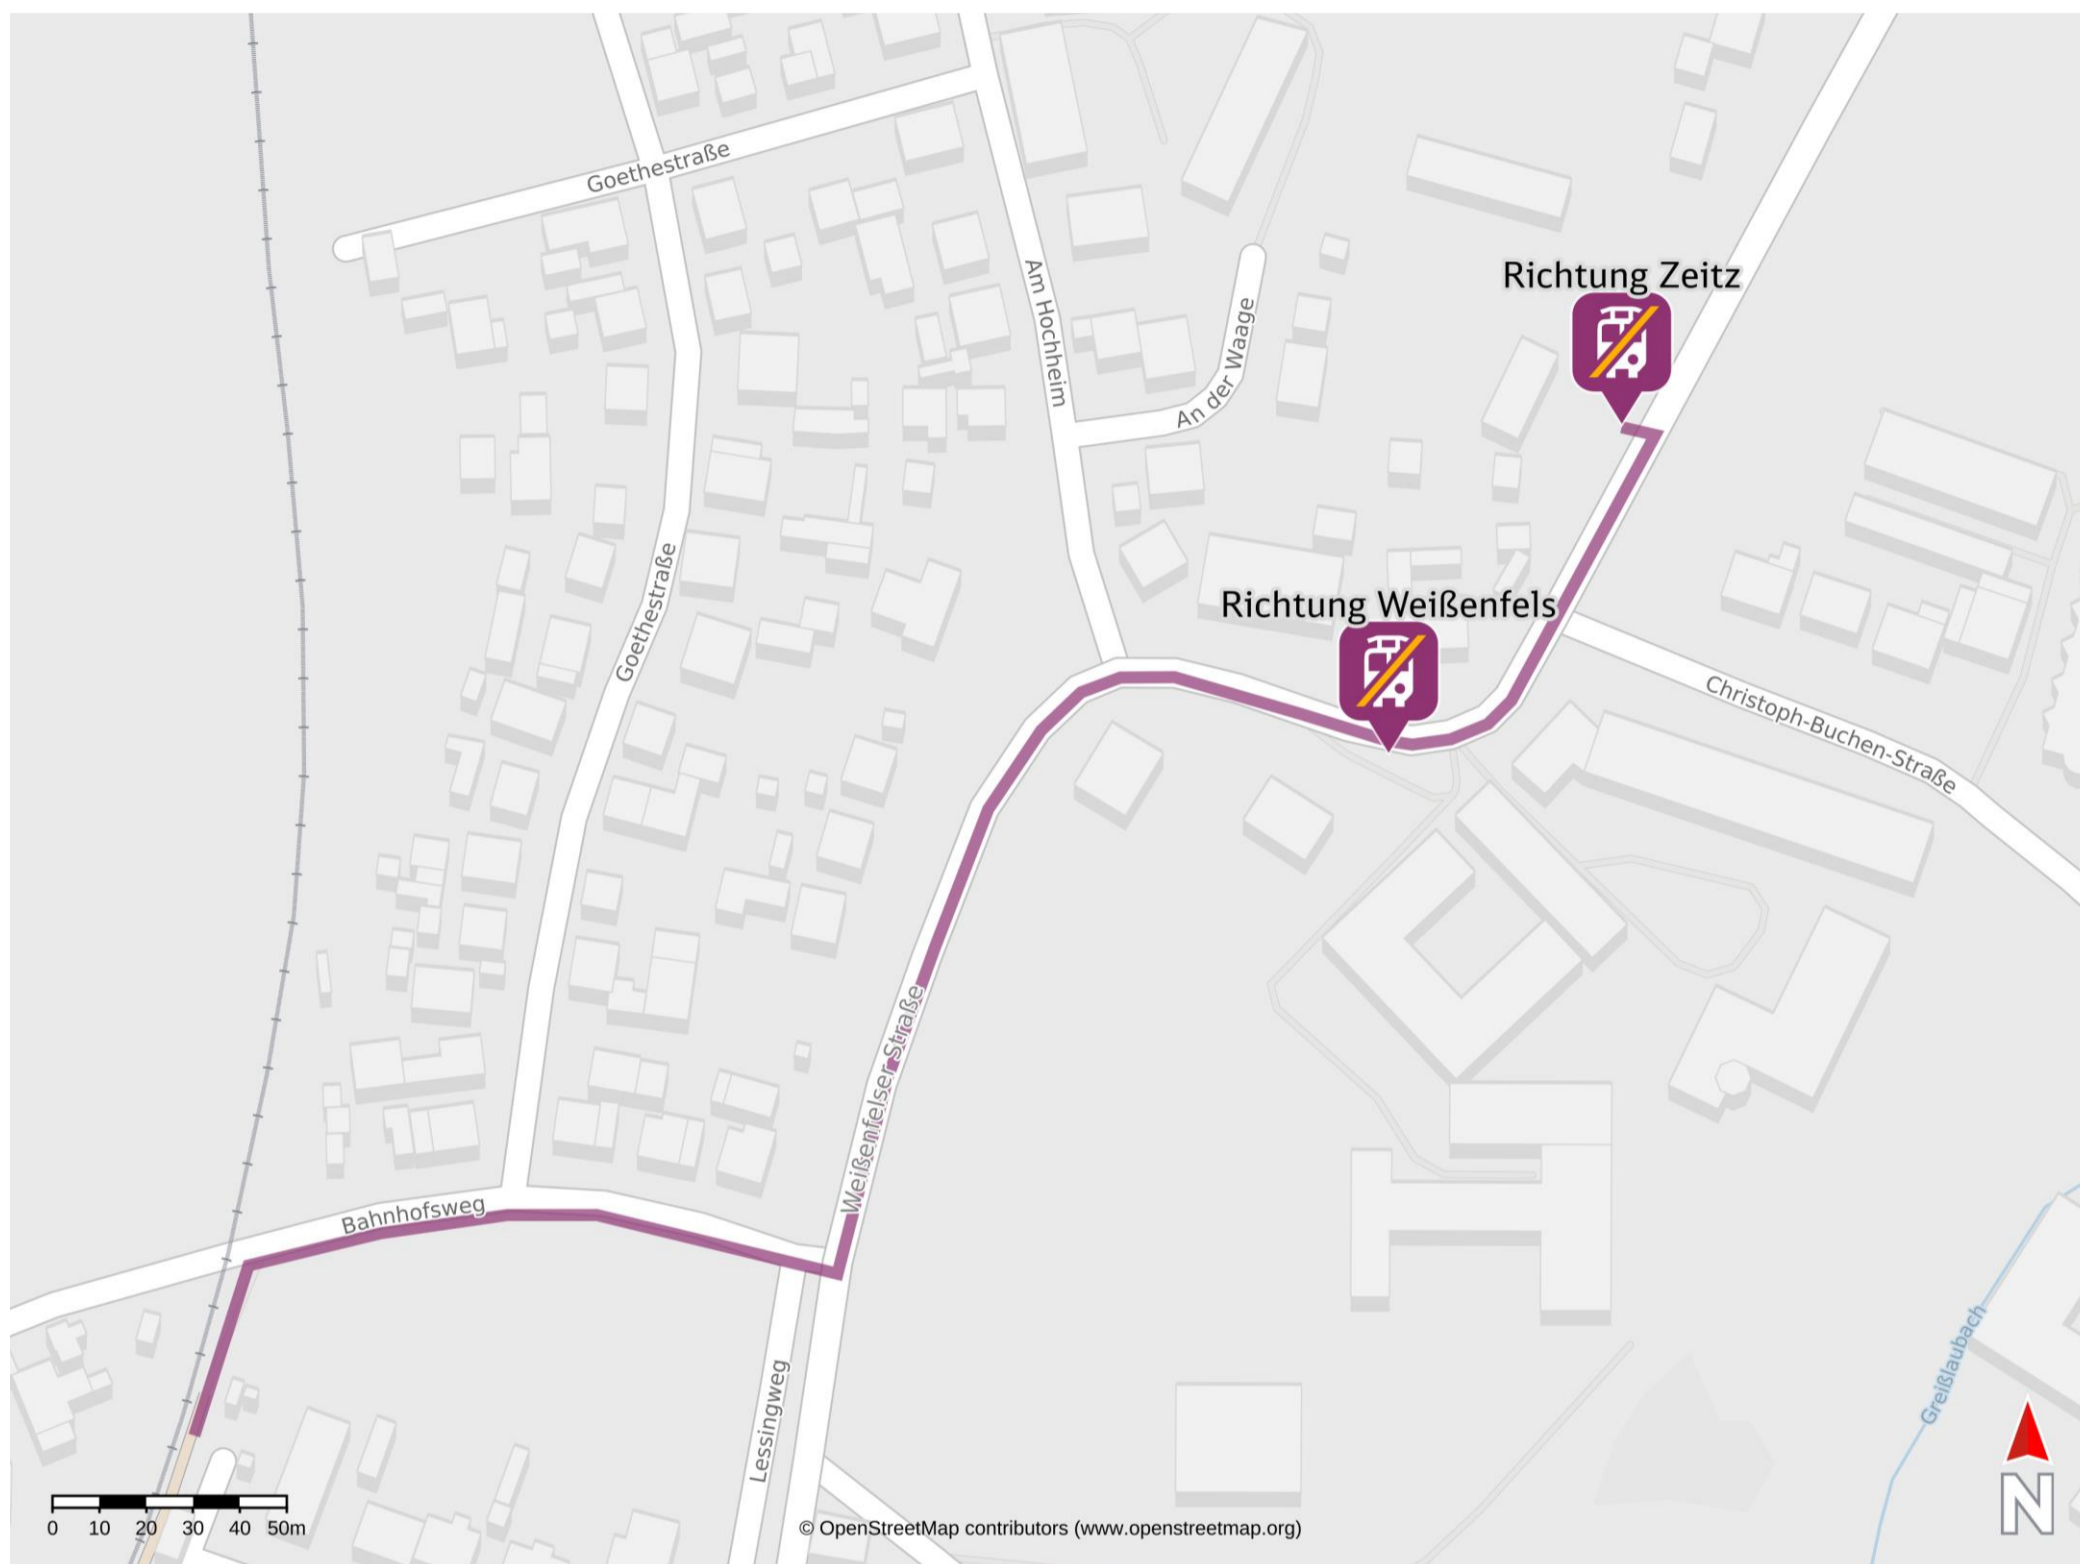 Goethestraße
Am Hochheim
An der Waage
Richtung Zeitz
Goethestraße
Richtung Weißenfels
Christoph-Buchen-Straße
Weißenfelser Straße
Bahnhofsweg
Lessingweg
Greißlaubach
0 10 20 30 40 50m
© OpenStreetMap contributors (www.openstreetmap.org)
N